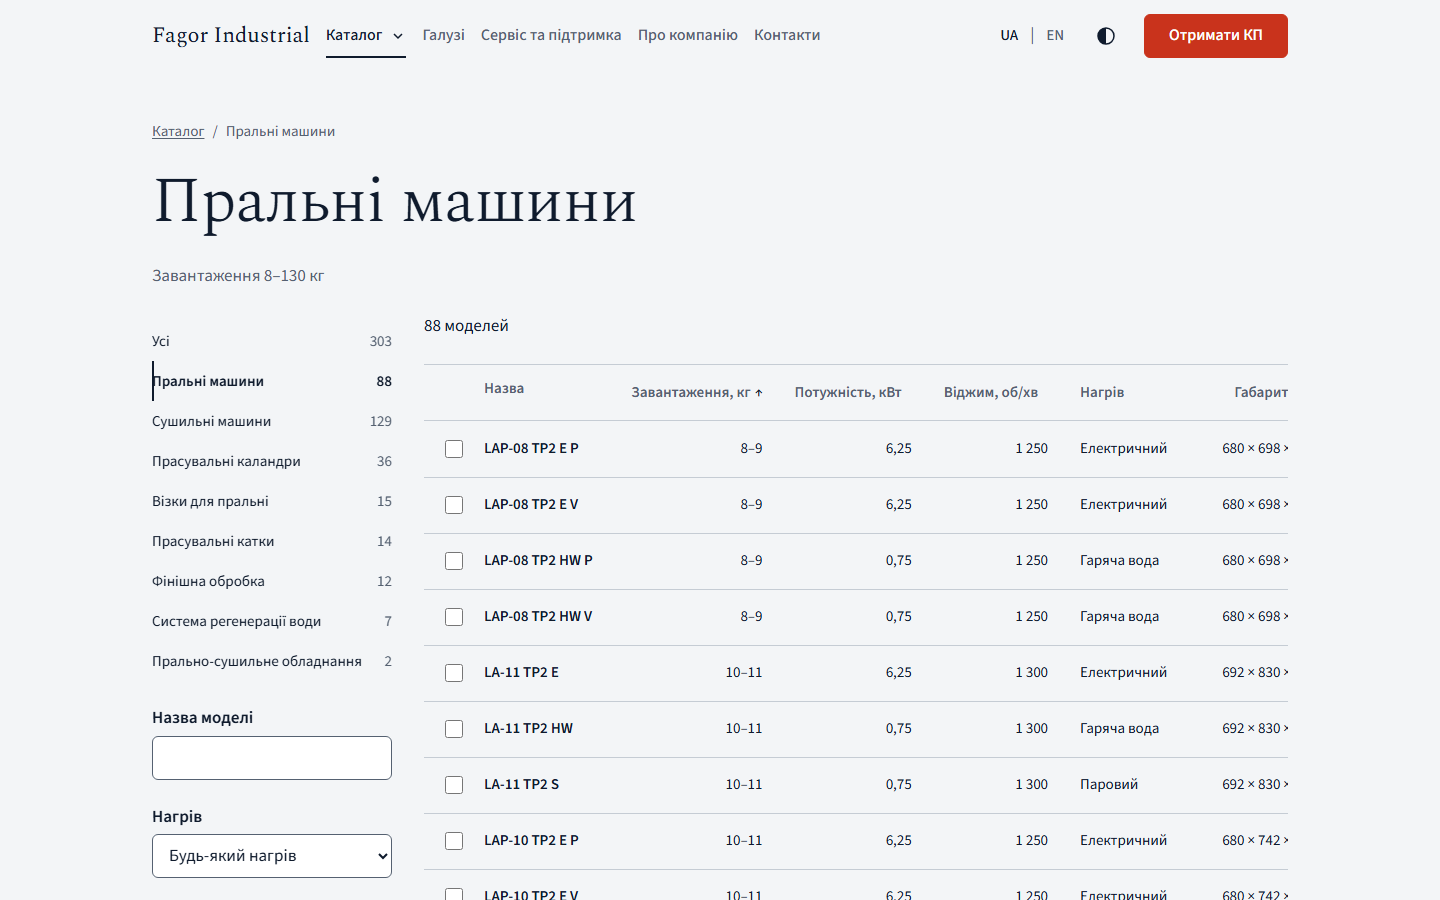 Fagor Industrial Каталог Галузі Сервіс та підтримка Про компанію Контакти UA | EN Отримати КП
Каталог / Пральні машини
Пральні машини
Завантаження 8–130 кг
Усі 303
Пральні машини 88
Сушильні машини 129
Прасувальні каландри 36
Візки для пральні 15
Прасувальні катки 14
Фінішна обробка 12
Система регенерації води 7
Прально-сушильне обладнання 2
Назва моделі
Нагрів
Будь-який нагрів
88 моделей
Назва Завантаження, кг ↑ Потужність, кВт Віджим, об/хв Нагрів Габарит
LAP-08 TP2 E P 8–9 6,25 1 250 Електричний 680 × 698 ×
LAP-08 TP2 E V 8–9 6,25 1 250 Електричний 680 × 698 ×
LAP-08 TP2 HW P 8–9 0,75 1 250 Гаряча вода 680 × 698 ×
LAP-08 TP2 HW V 8–9 0,75 1 250 Гаряча вода 680 × 698 ×
LA-11 TP2 E 10–11 6,25 1 300 Електричний 692 × 830 ×
LA-11 TP2 HW 10–11 0,75 1 300 Гаряча вода 692 × 830 ×
LA-11 TP2 S 10–11 0,75 1 300 Паровий 692 × 830 ×
LAP-10 TP2 E P 10–11 6,25 1 250 Електричний 680 × 742 ×
LAP-10 TP2 E V 10–11 6,25 1 250 Електричний 680 × 742 ×